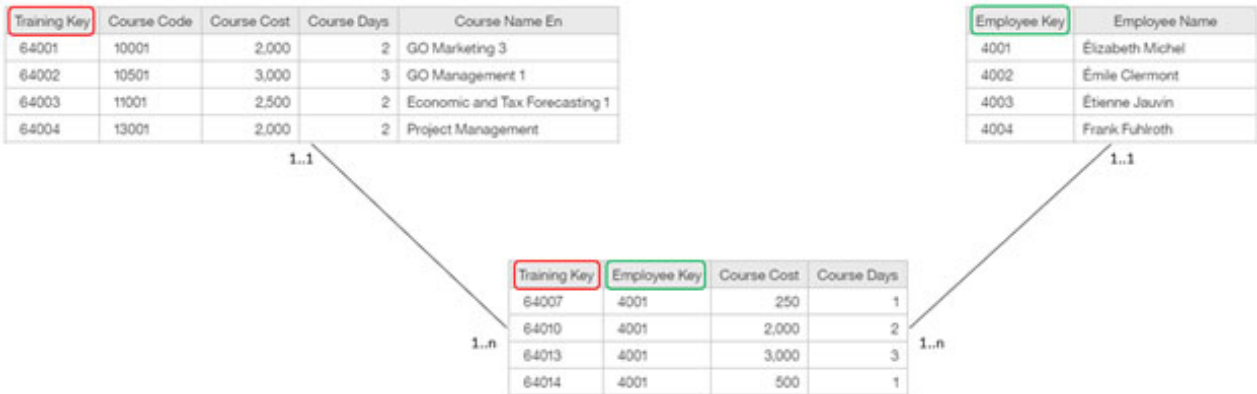 Training Key Course Code Course Cost Course Days Course Name En
64001 10001 2,000 2 GO Marketing 3
64002 10501 3,000 3 GO Management 1
64003 11001 2,500 2 Economic and Tax Forecasting 1
64004 13001 2,000 2 Project Management
Employee Key Employee Name
4001 Élizabeth Michel
4002 Émile Clermont
4003 Étienne Jauvin
4004 Frank Fuhlroth
1..1
1..1
Training Key Employee Key Course Cost Course Days
64007 4001 250 1
64010 4001 2,000 2
64013 4001 3,000 3
64014 4001 500 1
1..n
1..n